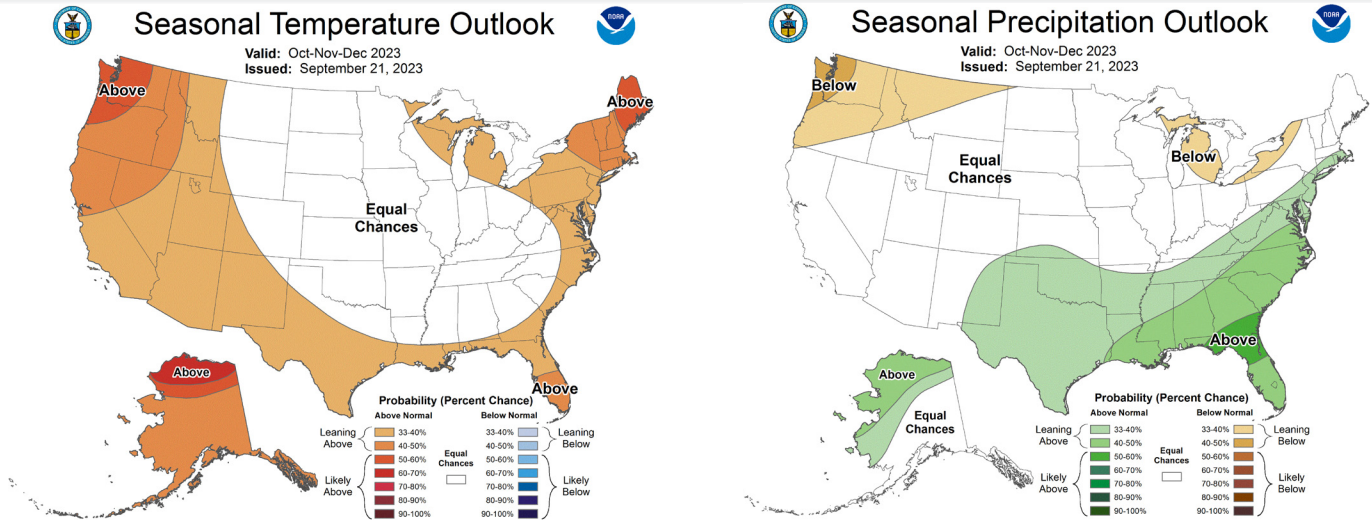 Seasonal Temperature Outlook
NOAA
Valid: Oct-Nov-Dec 2023
Issued: September 21, 2023
Above
Above
Equal
Chances
Above
Above
Probability (Percent Chance)
Above Normal
Below Normal
Leaning
Above
33-40%
40-50%
50-60%
60-70%
70-80%
80-90%
90-100%
Likely
Above
Equal
Chances
33-40%
40-50%
50-60%
60-70%
70-80%
80-90%
90-100%
Leaning
Below
Likely
Below
Seasonal Precipitation Outlook
NOAA
Valid: Oct-Nov-Dec 2023
Issued: September 21, 2023
Below
Equal
Chances
Below
Above
Above
Equal
Chances
Probability (Percent Chance)
Above Normal
Below Normal
Leaning
Above
33-40%
40-50%
50-60%
60-70%
70-80%
80-90%
90-100%
Likely
Above
Equal
Chances
33-40%
40-50%
50-60%
60-70%
70-80%
80-90%
90-100%
Leaning
Below
Likely
Below